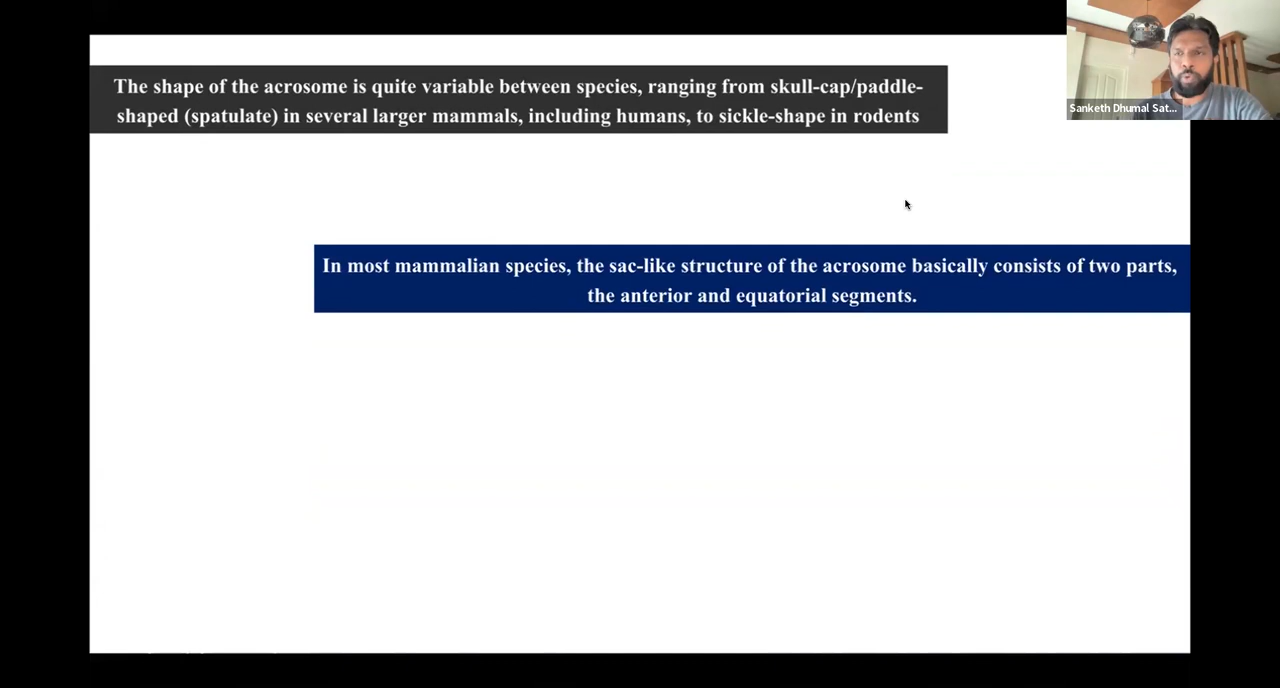 The shape of the acrosome is quite variable between species, ranging from skull-cap/paddle-
shaped (spatulate) in several larger mammals, including humans, to sickle-shape in rodents
Sanketh Dhumal Sat...
In most mammalian species, the sac-like structure of the acrosome basically consists of two parts,
the anterior and equatorial segments.